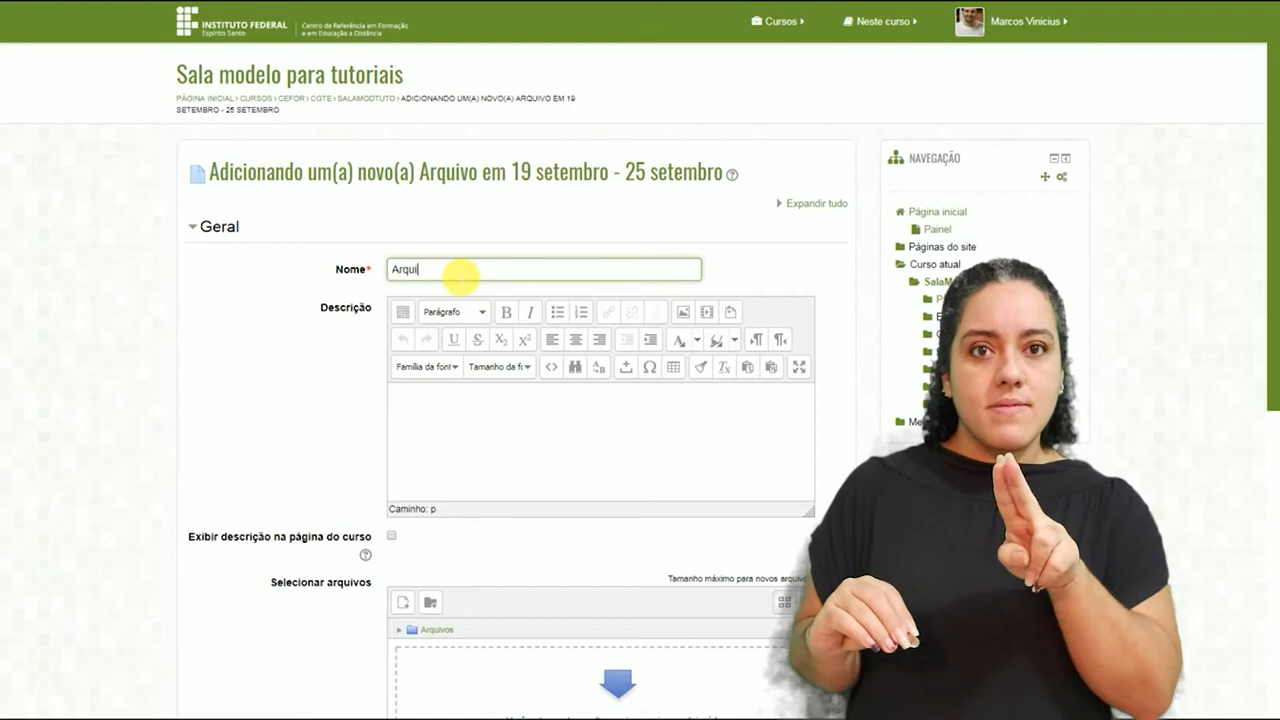 INSTITUTO FEDERAL
Espírito Santo
Centro de Referência em Formação
e em Educação a Distância
Cursos
Neste curso
Marcos Vinicius
Sala modelo para tutoriais
PÁGINA INICIAL › CURSOS › CEFOR › CGTE › SALAMODTUTO › ADICIONANDO UM(A) NOVO(A) ARQUIVO EM 19
SETEMBRO - 25 SETEMBRO
Adicionando um(a) novo(a) Arquivo em 19 setembro - 25 setembro
Expandir tudo
Geral
Nome*
Arqui
Descrição
Parágrafo
Família da font
Tamanho da f
Caminho: p
Exibir descrição na página do curso
Selecionar arquivos
Tamanho máximo para novos
Arquivos
NAVEGAÇÃO
Página inicial
Painel
Páginas do site
Curso atual